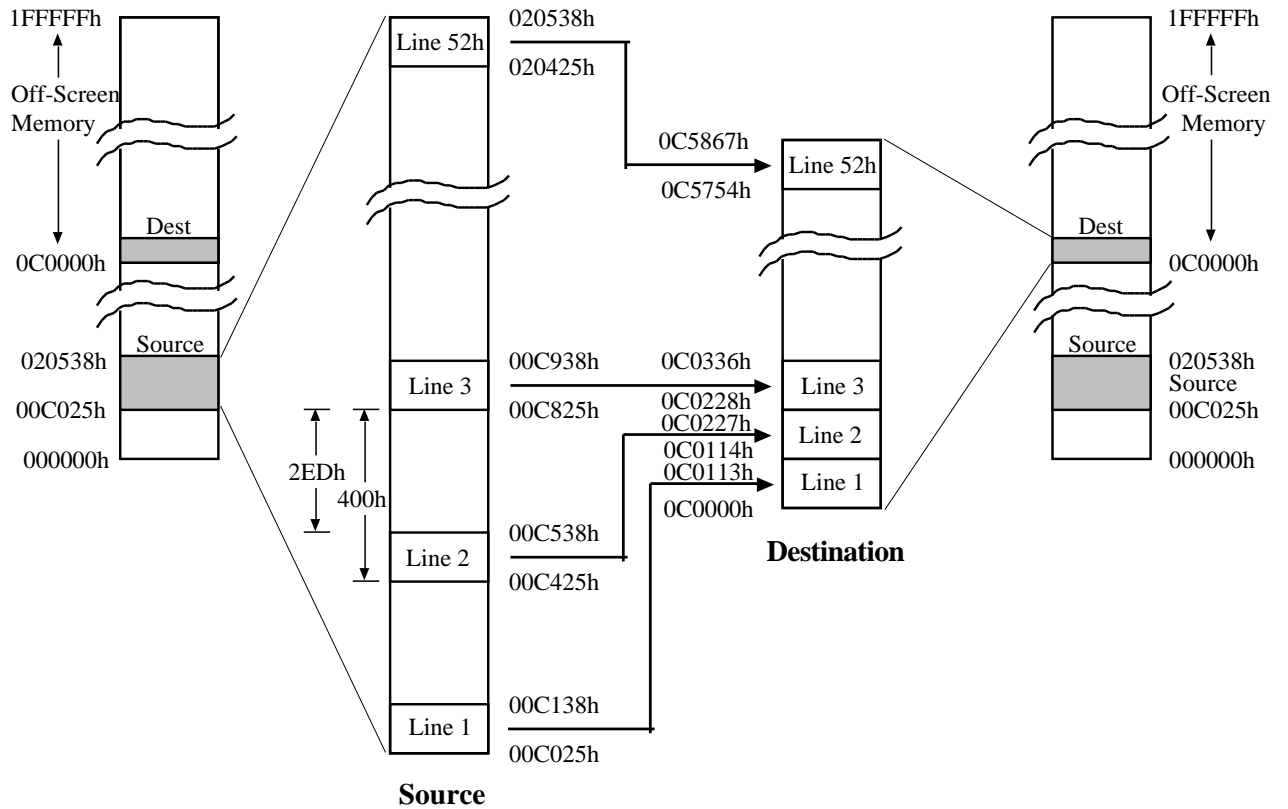 1FFFFFh
Off-Screen
Memory
Dest
0C0000h
Source
020538h
00C025h
000000h
Line 52h
020538h
020425h
Line 3
00C938h
00C825h
2EDh
400h
Line 2
00C538h
00C425h
Line 1
00C138h
00C025h
Source
0C5867h
0C5754h
Line 52h
0C0336h
0C0228h
Line 3
0C0227h
0C0114h
Line 2
0C0113h
0C0000h
Line 1
Destination
1FFFFFh
Off-Screen
Memory
Dest
0C0000h
Source
020538h
Source
00C025h
000000h